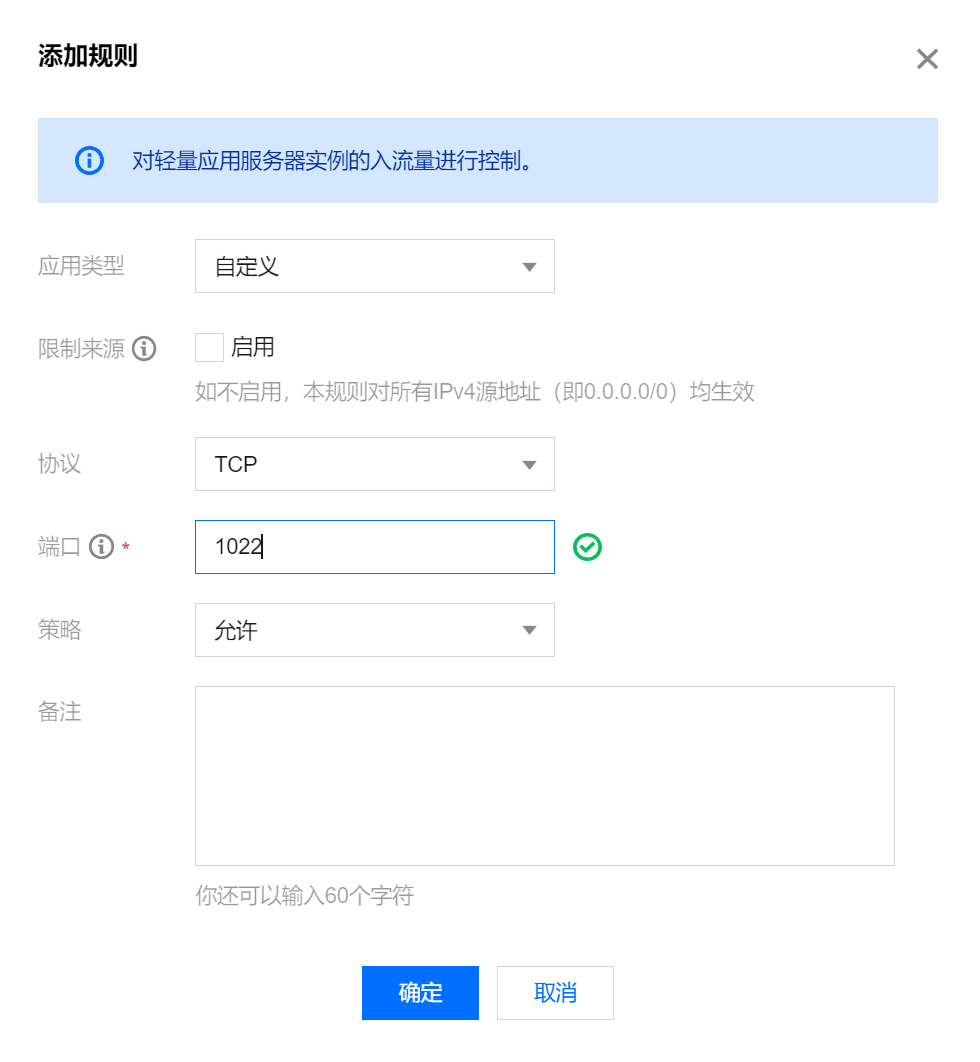 添加规则
对轻量应用服务器实例的入流量进行控制。
应用类型
自定义
限制来源
启用
如不启用，本规则对所有IPv4源地址（即0.0.0.0/0）均生效
协议
TCP
端口 *
1022
策略
允许
备注
你还可以输入60个字符
确定
取消